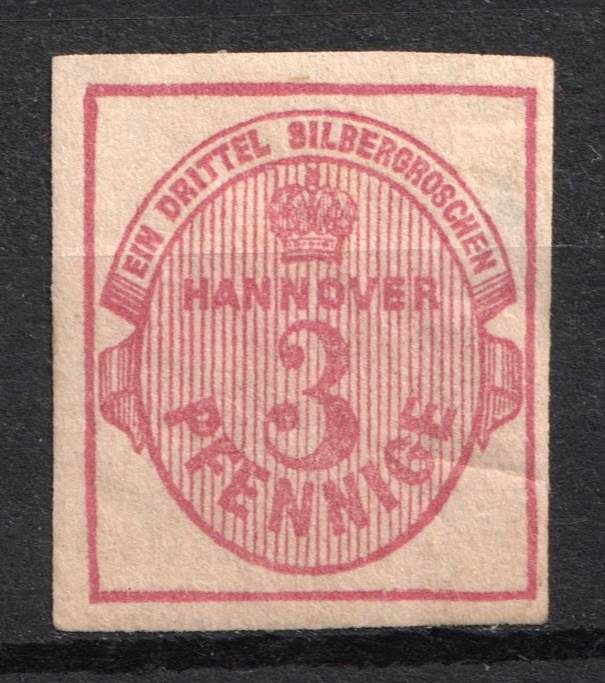 EIN DRITTEL SILBERGROSCHEN
HANNOVER
3
PFENNIGE